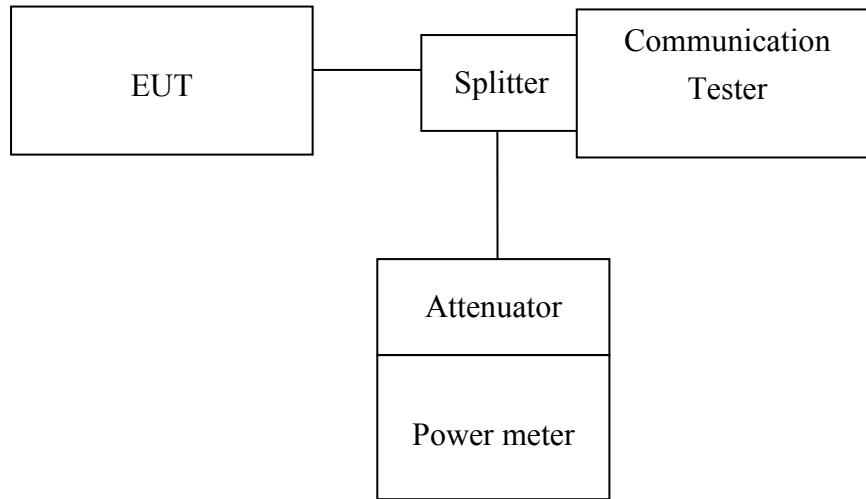 EUT
Splitter
Communication
Tester
Attenuator
Power meter